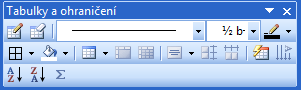 Tabulky a ohraničení
½ b
A Z
Z A
Σ